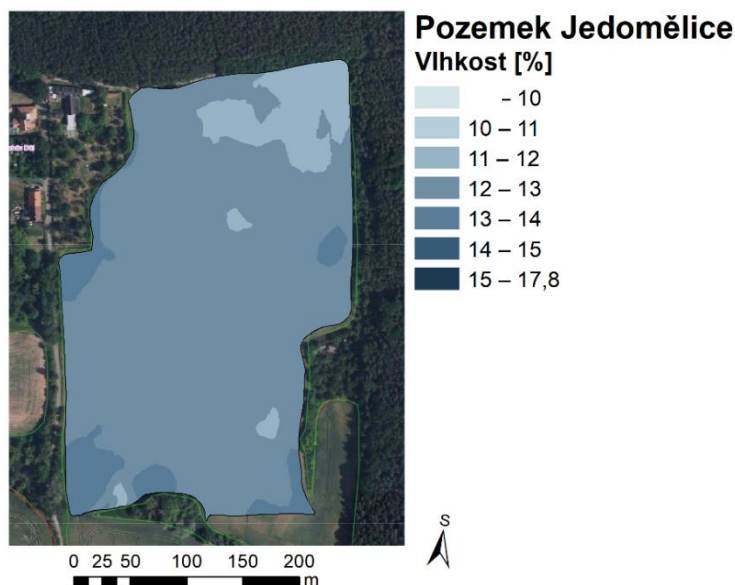 Pozemek Jedomělice
Vlhkost [%]
– 10
10 – 11
11 – 12
12 – 13
13 – 14
14 – 15
15 – 17,8
S
0 25 50 100 150 200
m